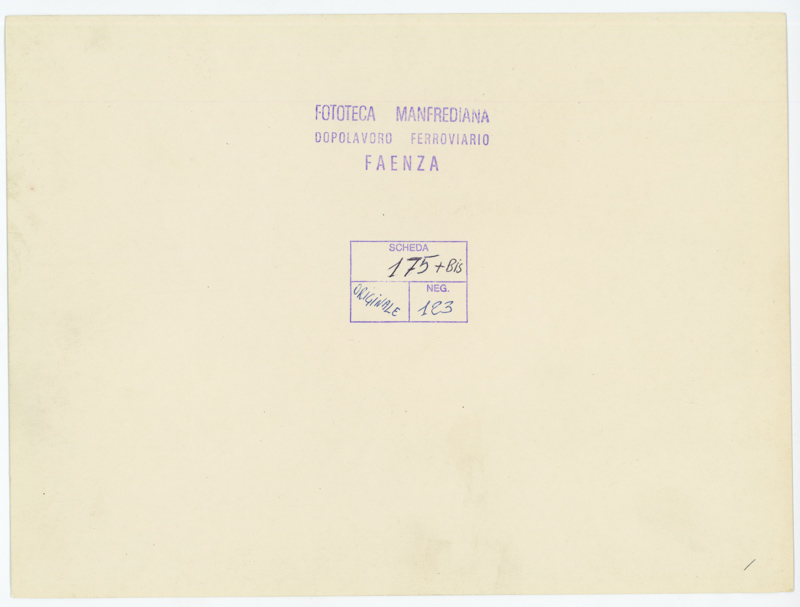 FOTOTECA MANFREDIANA
DOPOLAVORO FERROVIARIO
FAENZA
SCHEDA
175 + Bis
ORIGINALE
NEG.
123
/